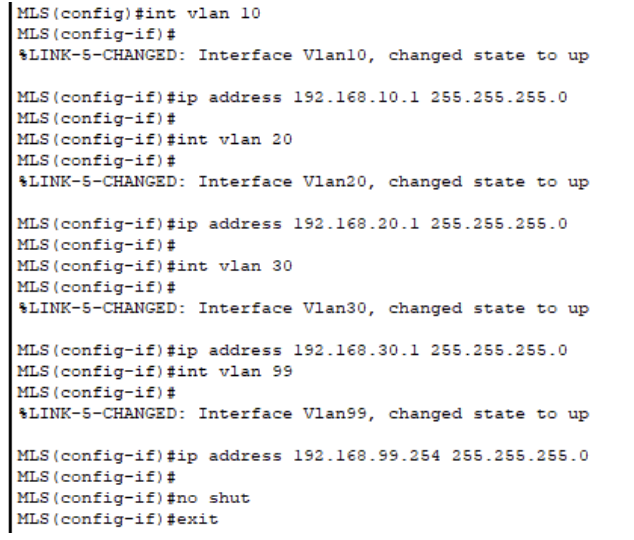 MLS(config)#int vlan 10
MLS(config-if)#
%LINK-5-CHANGED: Interface Vlan10, changed state to up
MLS(config-if)#ip address 192.168.10.1 255.255.255.0
MLS(config-if)#
MLS(config-if)#int vlan 20
MLS(config-if)#
%LINK-5-CHANGED: Interface Vlan20, changed state to up
MLS(config-if)#ip address 192.168.20.1 255.255.255.0
MLS(config-if)#
MLS(config-if)#int vlan 30
MLS(config-if)#
%LINK-5-CHANGED: Interface Vlan30, changed state to up
MLS(config-if)#ip address 192.168.30.1 255.255.255.0
MLS(config-if)#int vlan 99
MLS(config-if)#
%LINK-5-CHANGED: Interface Vlan99, changed state to up
MLS(config-if)#ip address 192.168.99.254 255.255.255.0
MLS(config-if)#
MLS(config-if)#no shut
MLS(config-if)#exit